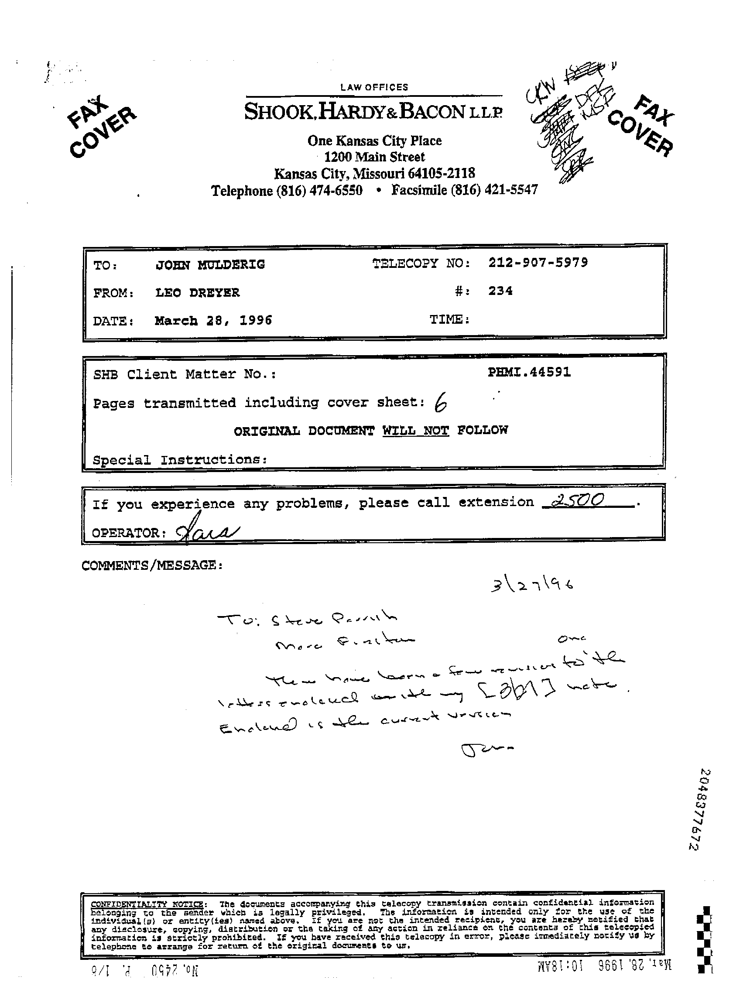 LAW OFFICES
SHOOK, HARDY & BACON L.L.P.
FAX COVER
FAX COVER
One Kansas City Place
1200 Main Street
Kansas City, Missouri 64105-2118
Telephone (816) 474-6550 • Facsimile (816) 421-5547
TO: JOHN MULDERIG TELECOPY NO: 212-907-5979
FROM: LEO DREYER #: 234
DATE: March 28, 1996 TIME:
SHB Client Matter No.: PHMI.44591
Pages transmitted including cover sheet: 6
ORIGINAL DOCUMENT WILL NOT FOLLOW
Special Instructions:
If you experience any problems, please call extension 2500.
OPERATOR:
COMMENTS/MESSAGE:
3/27/96
To: Steve Parrish
There have been a few revisions to the
one
letters enclosed with my note.
Enclosed is the current version
2048377672
CONFIDENTIALITY NOTICE: The documents accompanying this telecopy transmission contain confidential information
belonging to the sender which is legally privileged. The information is intended only for the use of the
individual(s) or entity(ies) named above. If you are not the intended recipient, you are hereby notified that
any disclosure, copying, distribution or the taking of any action in reliance on the contents of this telecopied
information is strictly prohibited. If you have received this telecopy in error, please immediately notify us by
telephone to arrange for return of the original documents to us.
Mar. 28. 1996 10:18AM No. 2450 P. 1/6